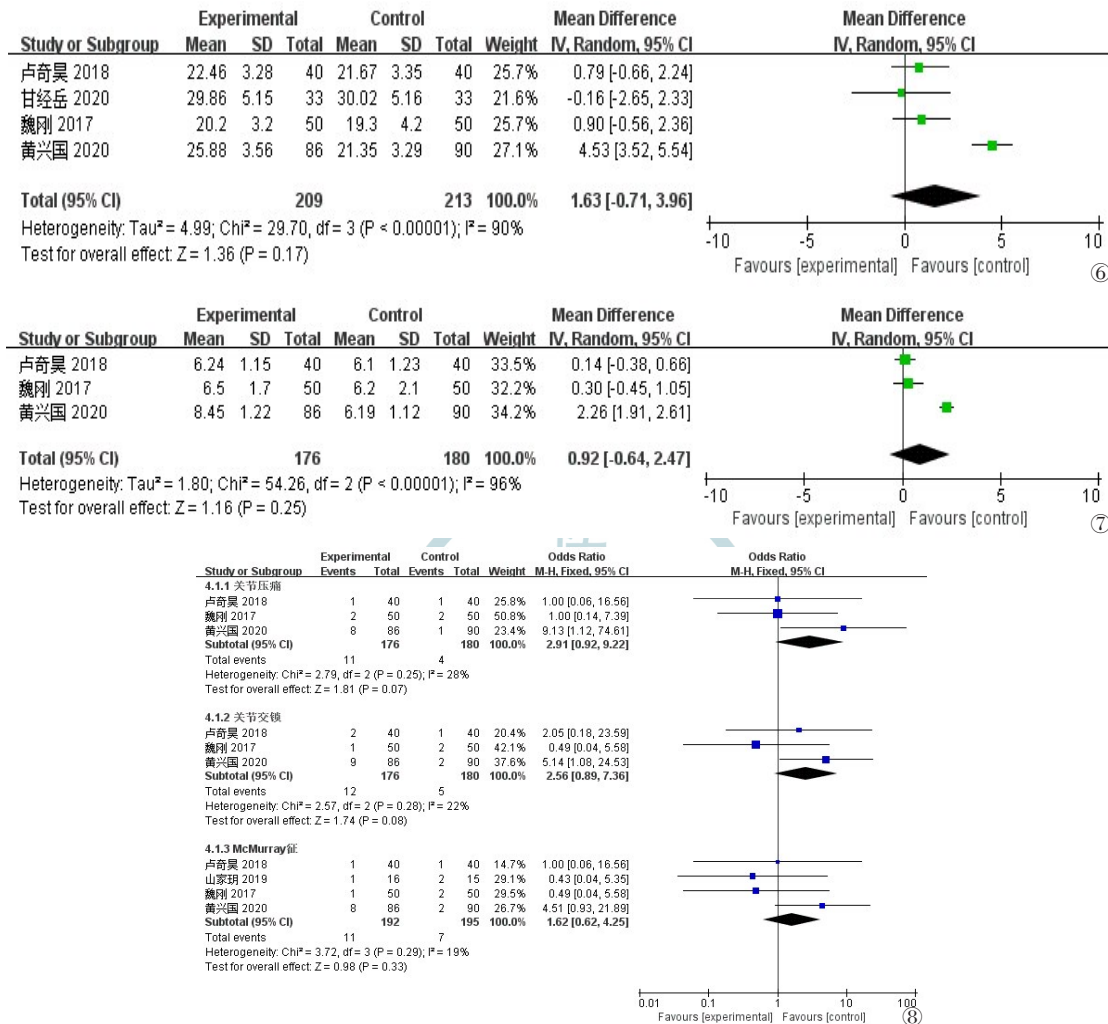 Experimental Control Mean Difference Mean Difference
Study or Subgroup Mean SD Total Mean SD Total Weight IV, Random, 95% CI IV, Random, 95% CI
卢奇昊 2018 22.46 3.28 40 21.67 3.35 40 25.7% 0.79 [-0.66, 2.24]
甘经岳 2020 29.86 5.15 33 30.02 5.16 33 21.6% -0.16 [-2.65, 2.33]
魏刚 2017 20.2 3.2 50 19.3 4.2 50 25.7% 0.90 [-0.56, 2.36]
黄兴国 2020 25.88 3.56 86 21.35 3.29 90 27.1% 4.53 [3.52, 5.54]
Total (95% CI) 209 213 100.0% 1.63 [-0.71, 3.96]
Heterogeneity: Tau² = 4.99; Chi² = 29.70, df = 3 (P < 0.00001); I² = 90%
Test for overall effect: Z = 1.36 (P = 0.17)
-10 -5 0 5 10
Favours [experimental] Favours [control]
⑥
Experimental Control Mean Difference Mean Difference
Study or Subgroup Mean SD Total Mean SD Total Weight IV, Random, 95% CI IV, Random, 95% CI
卢奇昊 2018 6.24 1.15 40 6.1 1.23 40 33.5% 0.14 [-0.38, 0.66]
魏刚 2017 6.5 1.7 50 6.2 2.1 50 32.2% 0.30 [-0.45, 1.05]
黄兴国 2020 8.45 1.22 86 6.19 1.12 90 34.2% 2.26 [1.91, 2.61]
Total (95% CI) 176 180 100.0% 0.92 [-0.64, 2.47]
Heterogeneity: Tau² = 1.80; Chi² = 54.26, df = 2 (P < 0.00001); I² = 96%
Test for overall effect: Z = 1.16 (P = 0.25)
-10 -5 0 5 10
Favours [experimental] Favours [control]
⑦
Experimental Control Odds Ratio Odds Ratio
Study or Subgroup Events Total Events Total Weight M-H, Fixed, 95% CI M-H, Fixed, 95% CI
4.1.1 关节压痛
卢奇昊 2018 1 40 1 40 25.8% 1.00 [0.06, 16.56]
魏刚 2017 2 50 2 50 50.8% 1.00 [0.14, 7.39]
黄兴国 2020 8 86 1 90 23.4% 9.13 [1.12, 74.61]
Subtotal (95% CI) 176 180 100.0% 2.91 [0.92, 9.22]
Total events 11 4
Heterogeneity: Chi² = 2.79, df = 2 (P = 0.25); I² = 28%
Test for overall effect: Z = 1.81 (P = 0.07)
4.1.2 关节交锁
卢奇昊 2018 2 40 1 40 20.4% 2.05 [0.18, 23.59]
魏刚 2017 1 50 2 50 42.1% 0.49 [0.04, 5.58]
黄兴国 2020 9 86 2 90 37.6% 5.14 [1.08, 24.53]
Subtotal (95% CI) 176 180 100.0% 2.56 [0.89, 7.36]
Total events 12 5
Heterogeneity: Chi² = 2.57, df = 2 (P = 0.28); I² = 22%
Test for overall effect: Z = 1.74 (P = 0.08)
4.1.3 McMurray征
卢奇昊 2018 1 40 1 40 14.7% 1.00 [0.06, 16.56]
山家玥 2019 1 16 2 15 29.1% 0.43 [0.04, 5.35]
魏刚 2017 1 50 2 50 29.5% 0.49 [0.04, 5.58]
黄兴国 2020 8 86 2 90 26.7% 4.51 [0.93, 21.89]
Subtotal (95% CI) 192 195 100.0% 1.62 [0.62, 4.25]
Total events 11 7
Heterogeneity: Chi² = 3.72, df = 3 (P = 0.29); I² = 19%
Test for overall effect: Z = 0.98 (P = 0.33)
0.01 0.1 1 10 100
Favours [experimental] Favours [control]
⑧